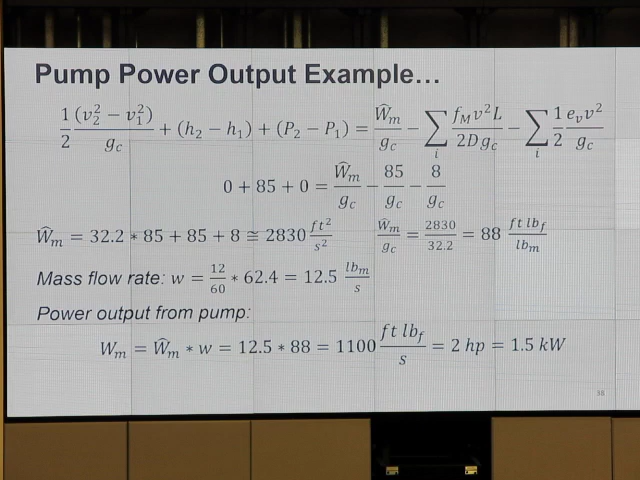 Pump Power Output Example...
1/2 (v₂² − v₁²)/g_c + (h₂ − h₁) + (P₂ − P₁) = Ŵ_m/g_c − ∑_i f_M v² L/2D g_c − ∑_i 1/2 e_v v²/g_c
0 + 85 + 0 = Ŵ_m/g_c − 85/g_c − 8/g_c
Ŵ_m = 32.2 * 85 + 85 + 8 ≅ 2830 ft²/s² Ŵ_m/g_c = 2830/32.2 = 88 ft lb_f/lb_m
Mass flow rate: w = 12/60 * 62.4 = 12.5 lb_m/s
Power output from pump:
W_m = Ŵ_m * w = 12.5 * 88 = 1100 ft lb_f/s = 2 hp = 1.5 kW